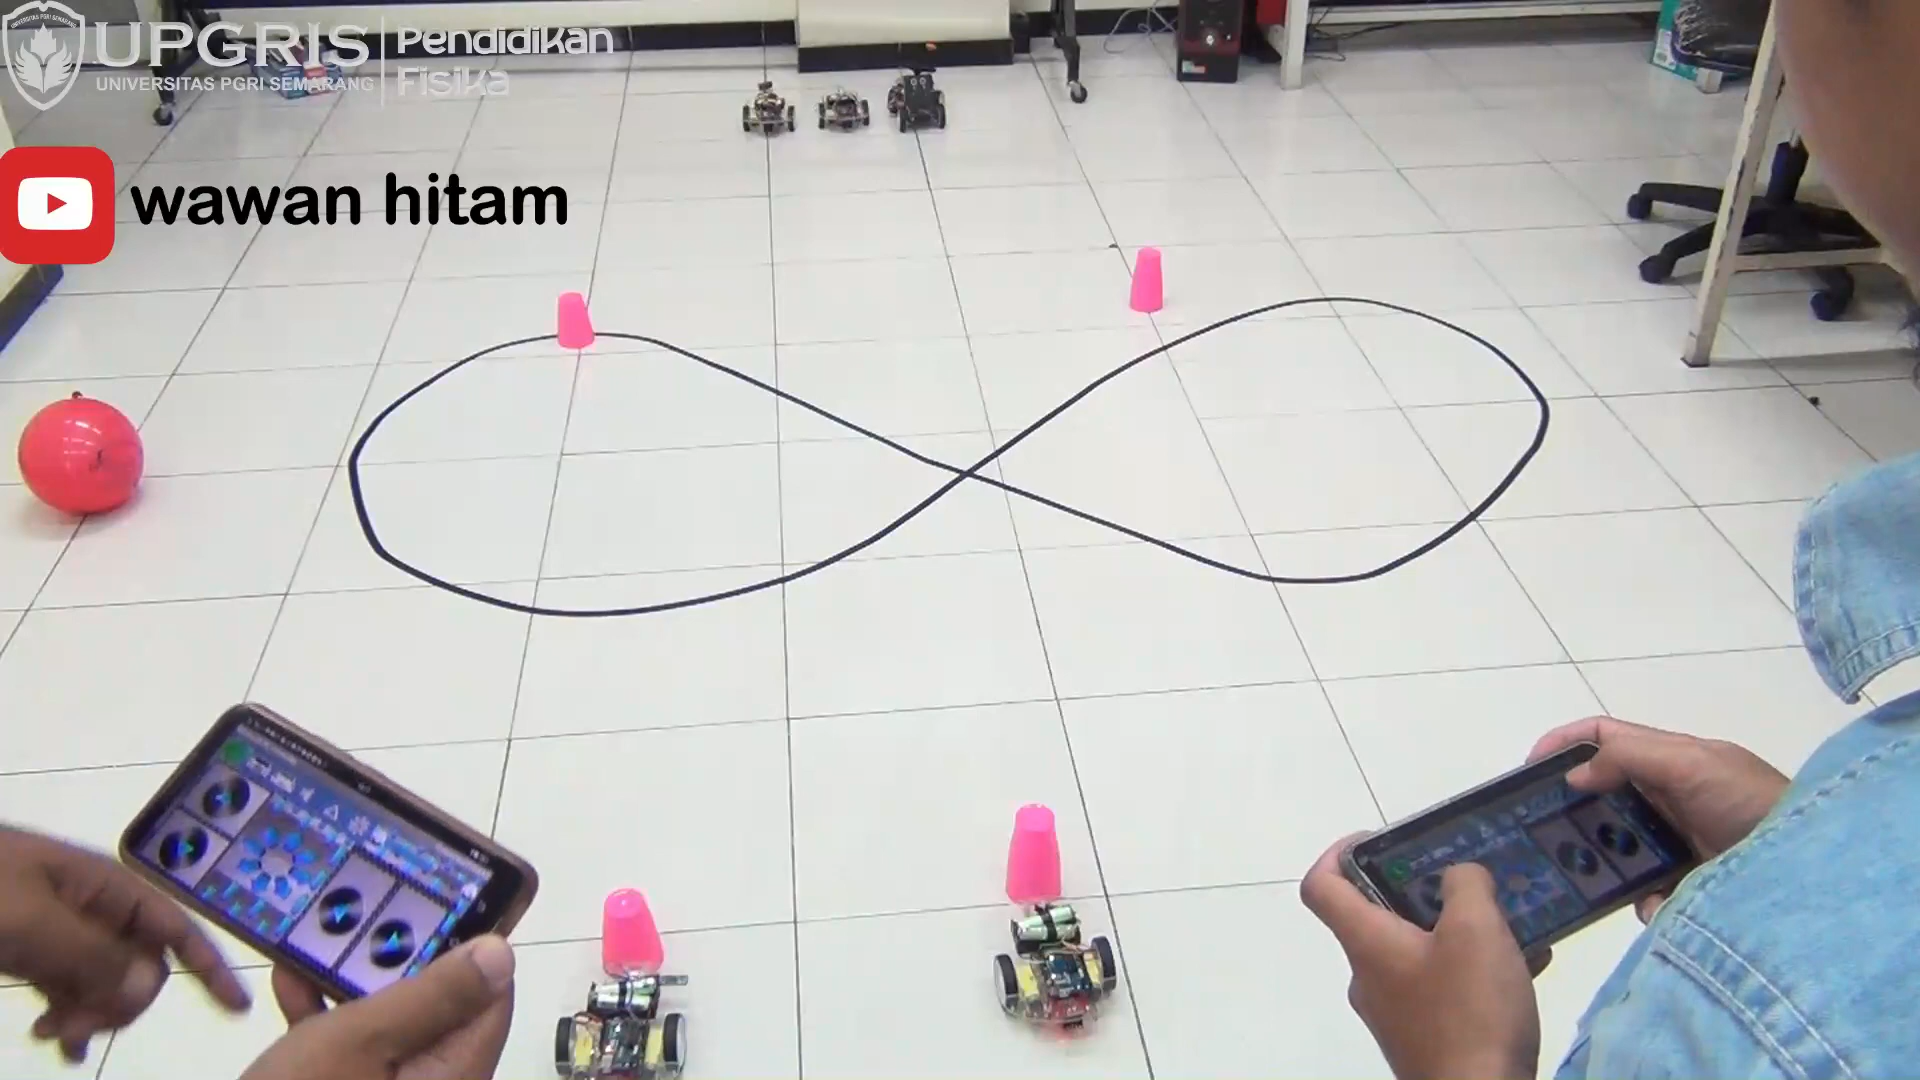 UPGRIS
UNIVERSITAS PGRI SEMARANG
Pendidikan
Fisika
wawan hitam